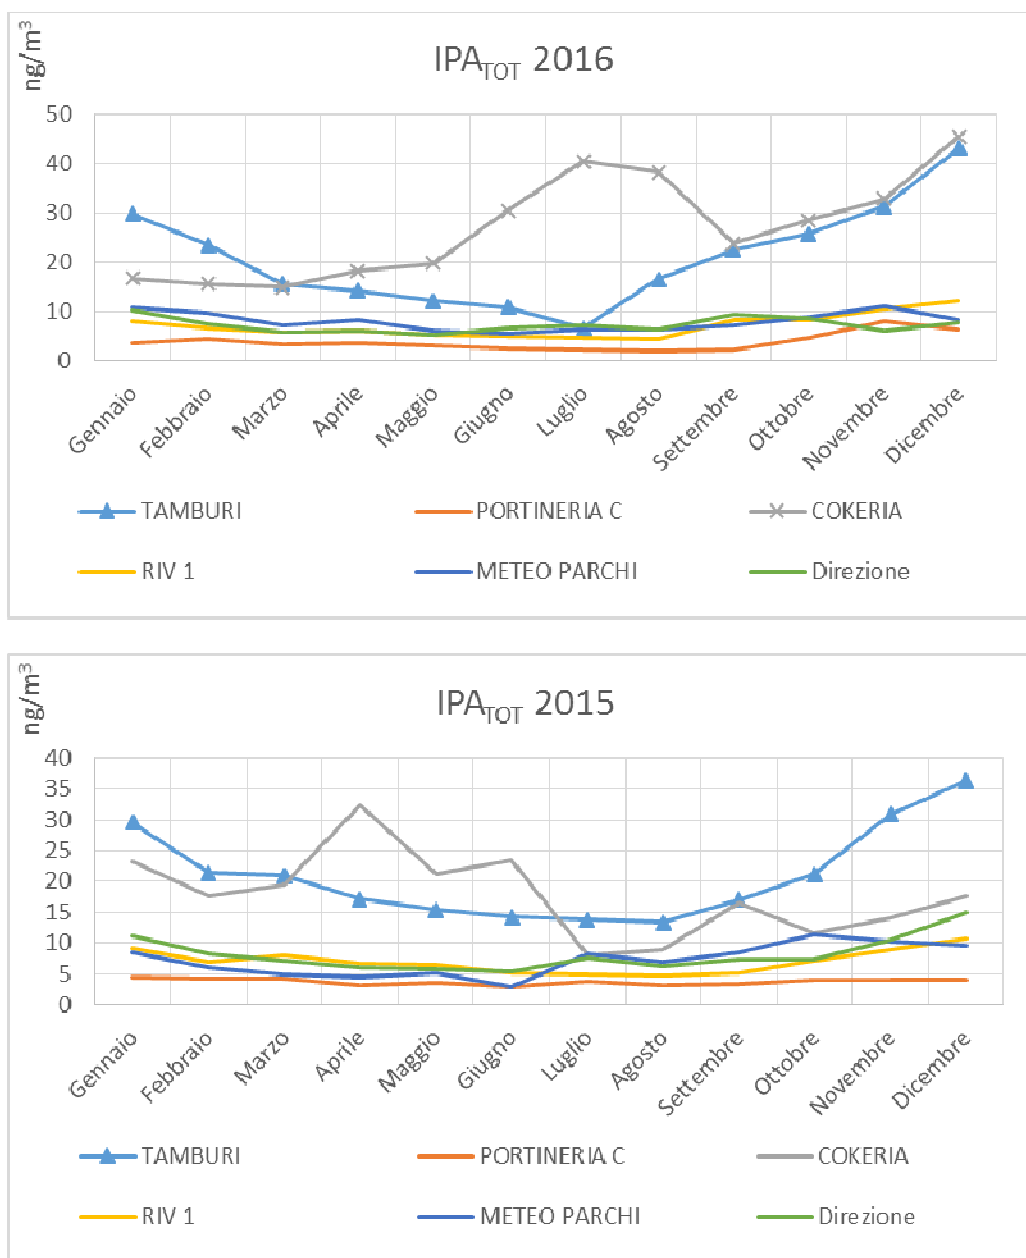 ng/m³
IPA_TOT 2016
50
40
30
20
10
0
Gennaio
Febbraio
Marzo
Aprile
Maggio
Giugno
Luglio
Agosto
Settembre
Ottobre
Novembre
Dicembre
TAMBURI PORTINERIA C COKERIA
RIV 1 METEO PARCHI Direzione
ng/m³
IPA_TOT 2015
40
35
30
25
20
15
10
5
0
Gennaio
Febbraio
Marzo
Aprile
Maggio
Giugno
Luglio
Agosto
Settembre
Ottobre
Novembre
Dicembre
TAMBURI PORTINERIA C COKERIA
RIV 1 METEO PARCHI Direzione